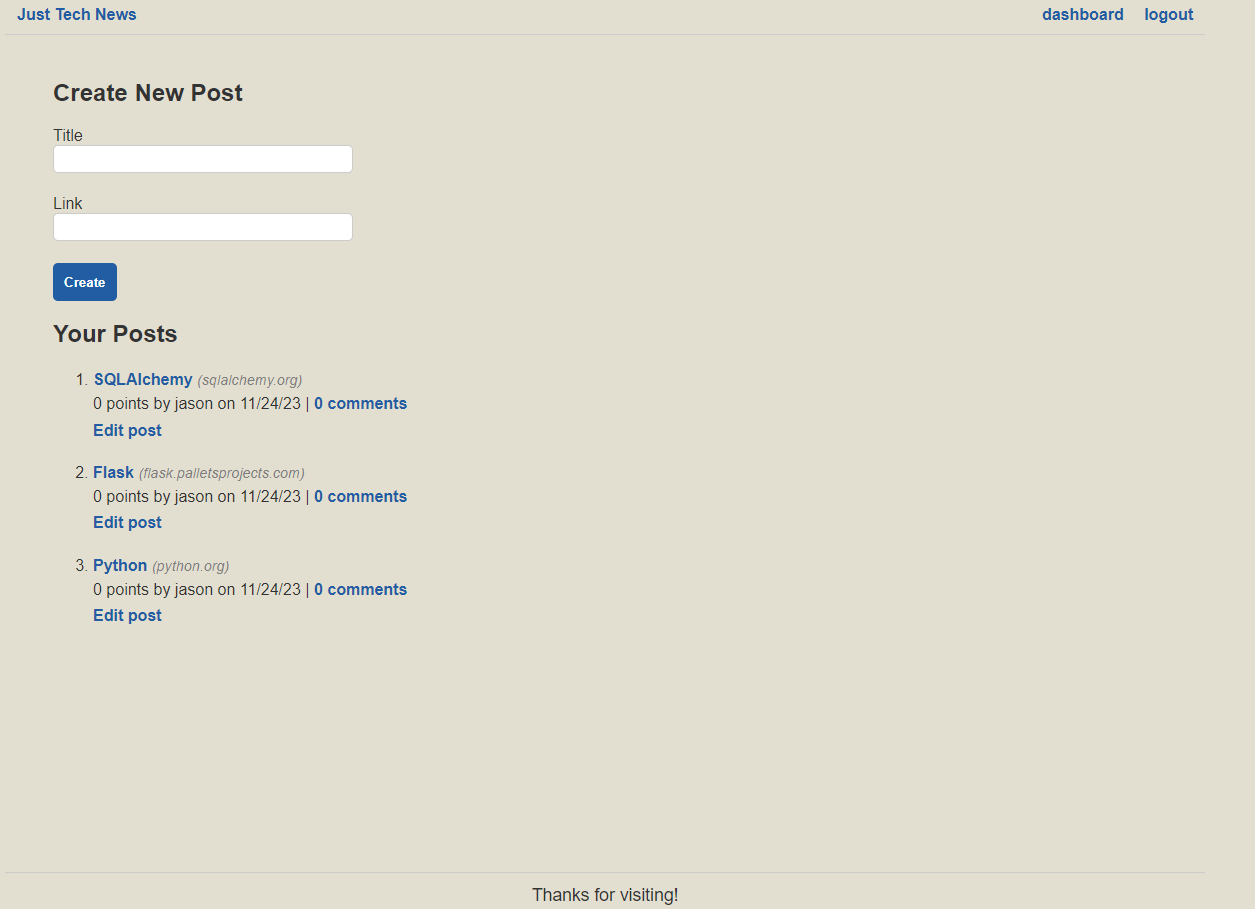 Just Tech News dashboard logout
Create New Post
Title
Link
Create
Your Posts
1. SQLAlchemy (sqlalchemy.org)
0 points by jason on 11/24/23 | 0 comments
Edit post
2. Flask (flask.palletsprojects.com)
0 points by jason on 11/24/23 | 0 comments
Edit post
3. Python (python.org)
0 points by jason on 11/24/23 | 0 comments
Edit post
Thanks for visiting!